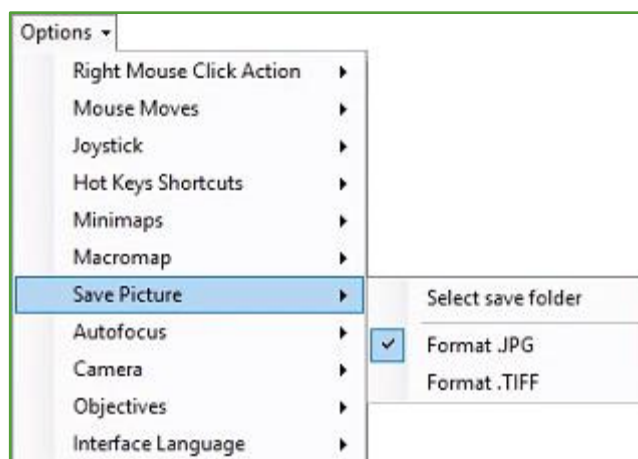 Options
Right Mouse Click Action
Mouse Moves
Joystick
Hot Keys Shortcuts
Minimaps
Macromap
Save Picture
Select save folder
Autofocus
Format .JPG
Camera
Format .TIFF
Objectives
Interface Language